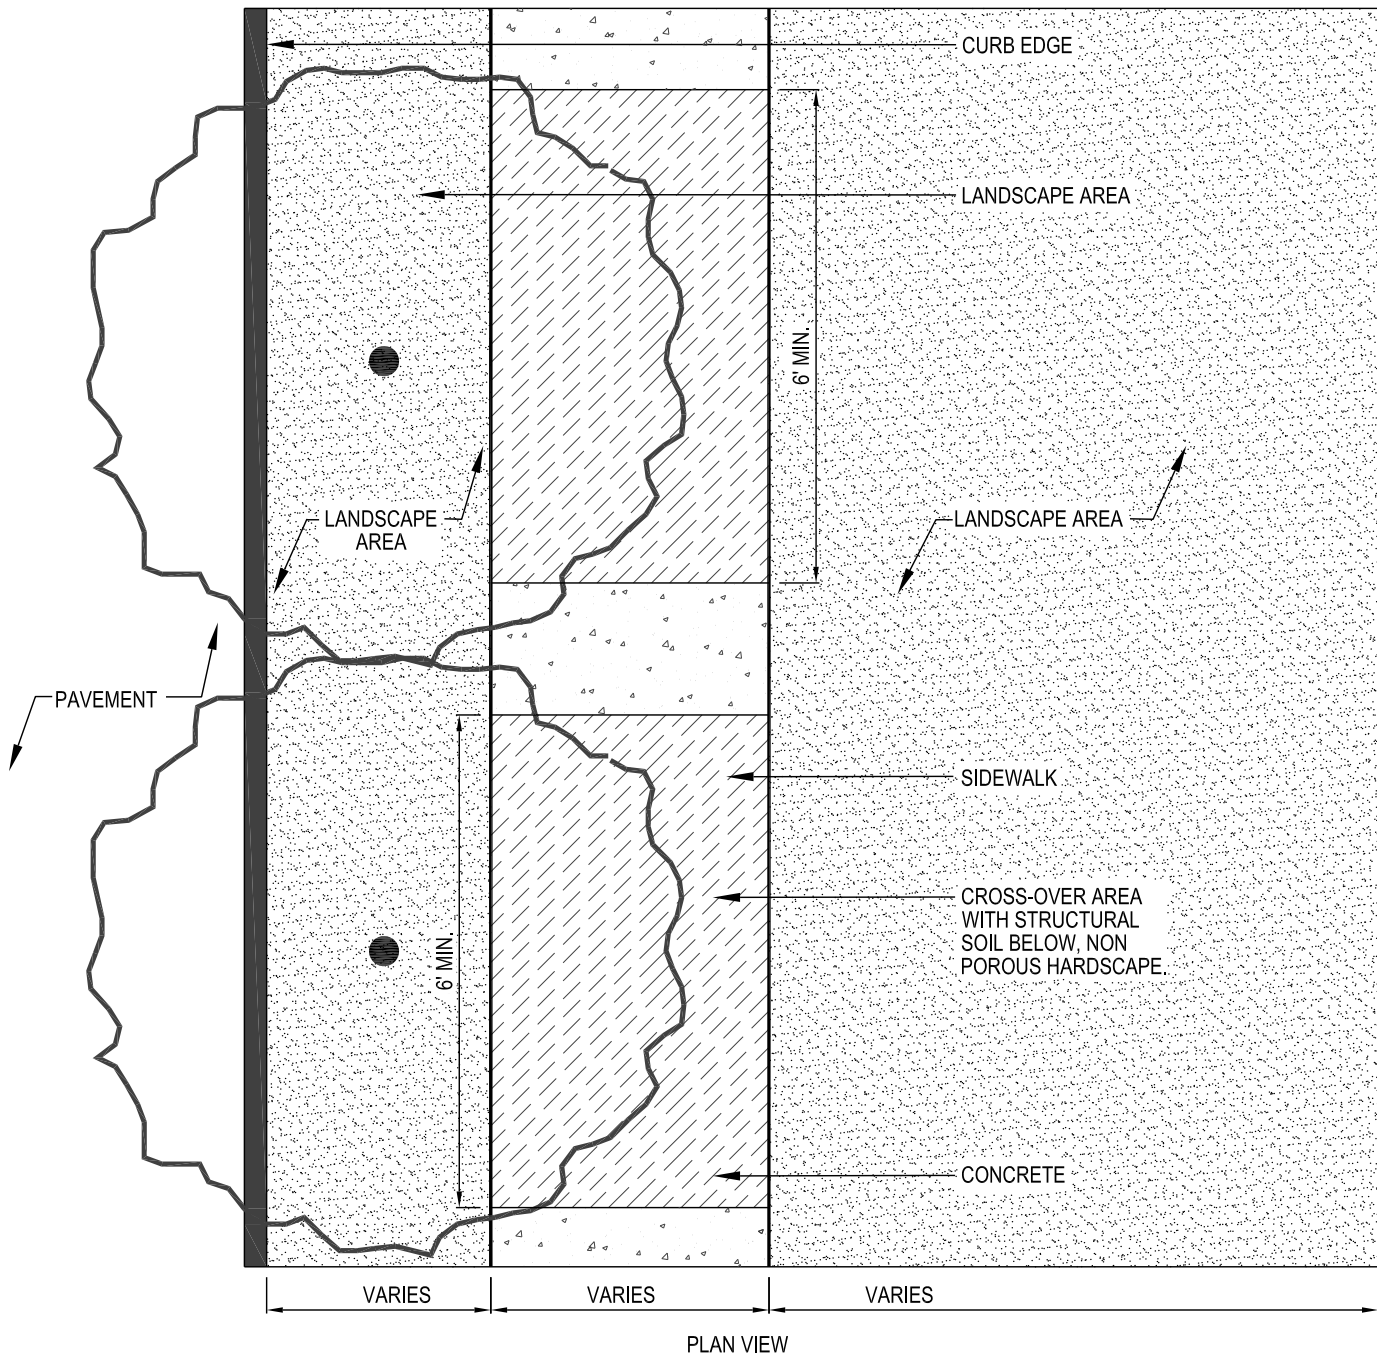 CURB EDGE
LANDSCAPE AREA
6' MIN.
LANDSCAPE
AREA
LANDSCAPE AREA
PAVEMENT
SIDEWALK
CROSS-OVER AREA
WITH STRUCTURAL
SOIL BELOW, NON
POROUS HARDSCAPE.
6' MIN.
CONCRETE
VARIES
VARIES
VARIES
PLAN VIEW